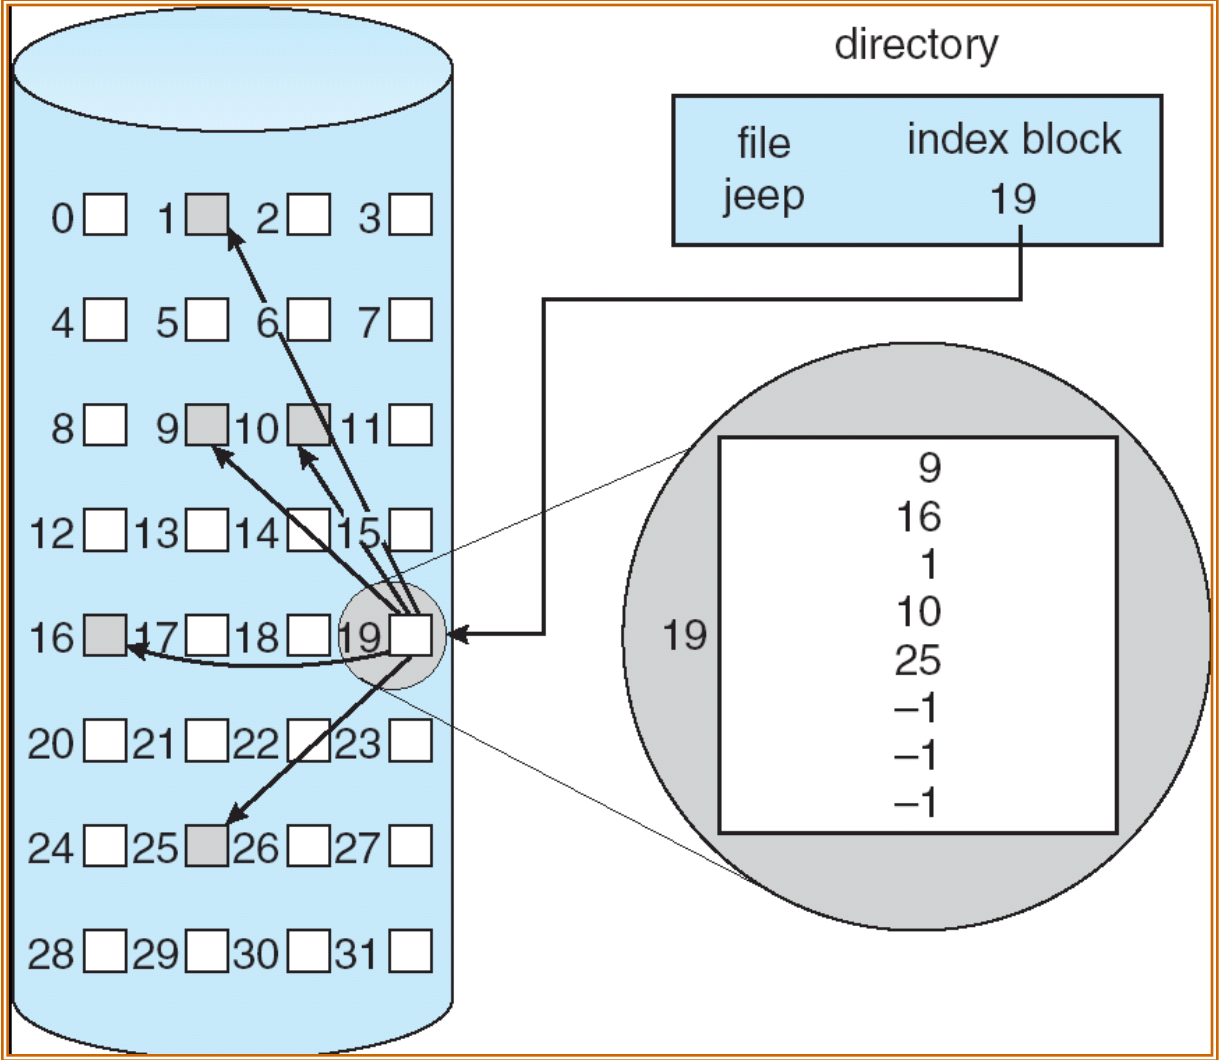 directory
file index block
jeep 19
0 1 2 3
4 5 6 7
8 9 10 11
12 13 14 15
16 17 18 19
20 21 22 23
24 25 26 27
28 29 30 31
19
9
16
1
10
25
–1
–1
–1